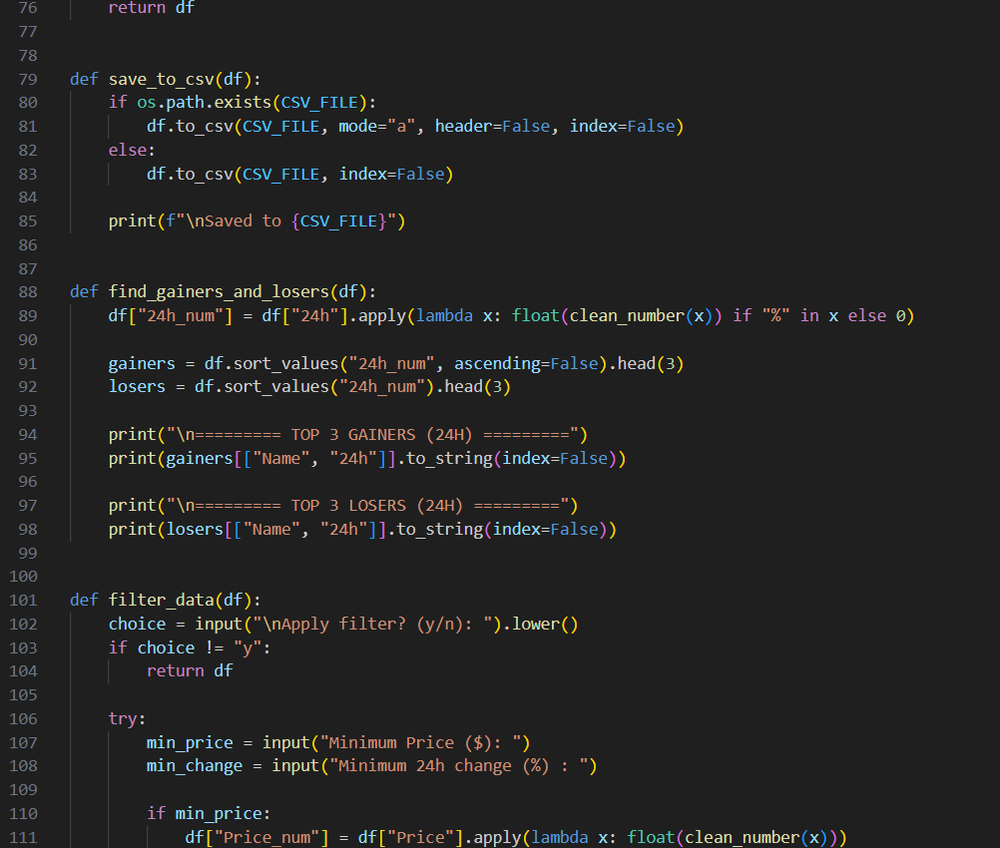 76 return df
77
78
79 def save_to_csv(df):
80     if os.path.exists(CSV_FILE):
81         df.to_csv(CSV_FILE, mode="a", header=False, index=False)
82     else:
83         df.to_csv(CSV_FILE, index=False)
84
85     print(f"\nSaved to {CSV_FILE}")
86
87
88 def find_gainers_and_losers(df):
89     df["24h_num"] = df["24h"].apply(lambda x: float(clean_number(x)) if "%" in x else 0)
90
91     gainers = df.sort_values("24h_num", ascending=False).head(3)
92     losers = df.sort_values("24h_num").head(3)
93
94     print("\n========= TOP 3 GAINERS (24H) =========")
95     print(gainers[["Name", "24h"]].to_string(index=False))
96
97     print("\n========= TOP 3 LOSERS (24H) =========")
98     print(losers[["Name", "24h"]].to_string(index=False))
99
100
101 def filter_data(df):
102     choice = input("\nApply filter? (y/n): ").lower()
103     if choice != "y":
104         return df
105
106     try:
107         min_price = input("Minimum Price ($): ")
108         min_change = input("Minimum 24h change (%) : ")
109
110         if min_price:
111             df["Price_num"] = df["Price"].apply(lambda x: float(clean_number(x)))